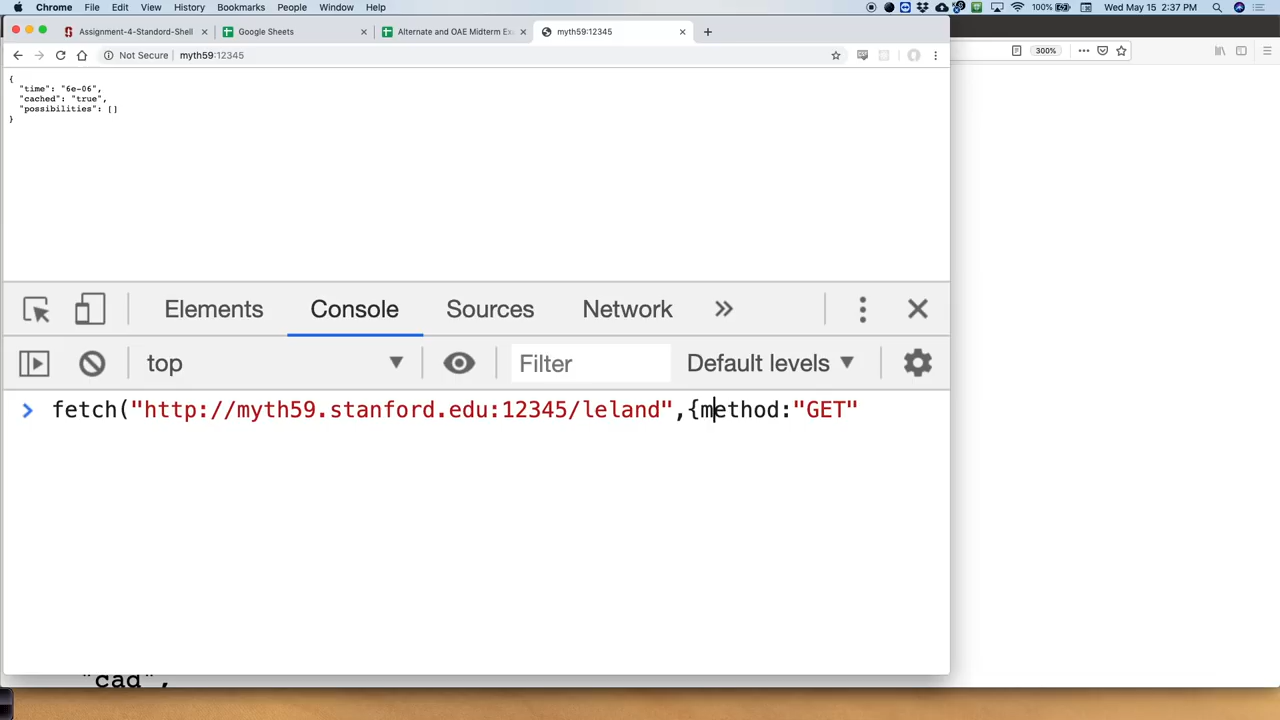 Chrome File Edit View History Bookmarks People Window Help 100% Wed May 15 2:37 PM
Assignment-4-Standord-Shell Google Sheets Alternate and OAE Midterm Ex myth59:12345
Not Secure myth59:12345 300%
{
"time": "6e-06",
"cached": "true",
"possibilities": []
}
Elements Console Sources Network
top Filter Default levels
fetch("http://myth59.stanford.edu:12345/leland",{method:"GET"
"cad",